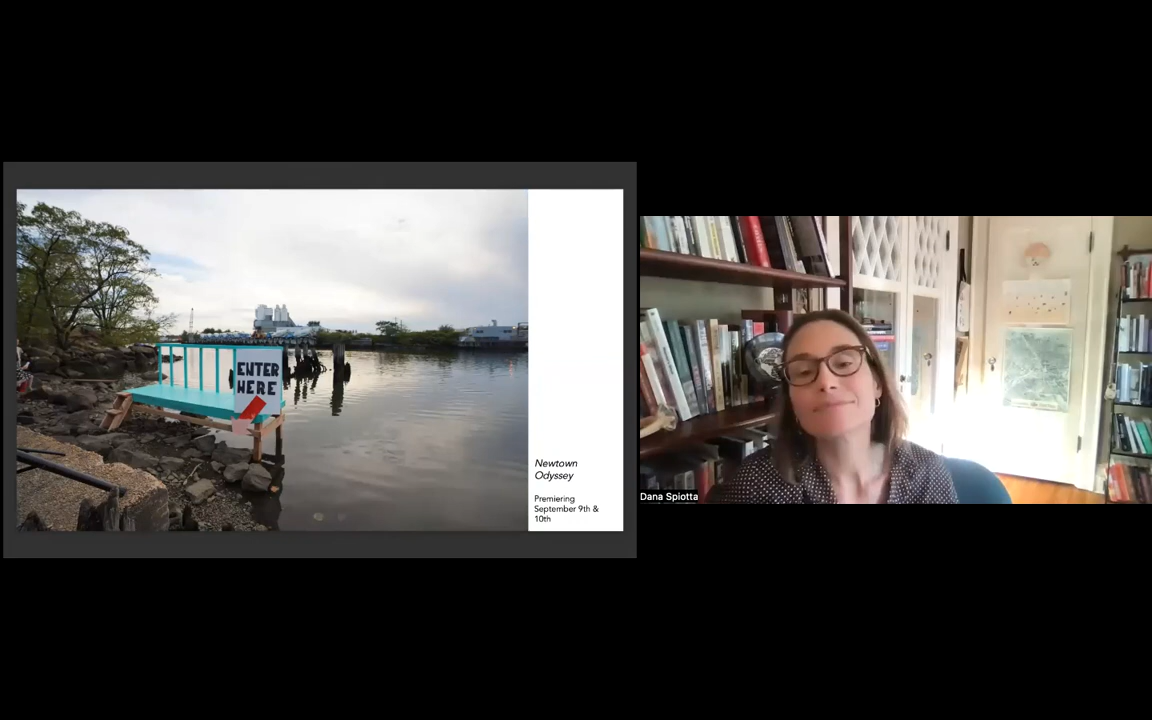 ENTER
HERE
Newtown
Odyssey
Premiering
September 9th &
10th
Dana Spiotta